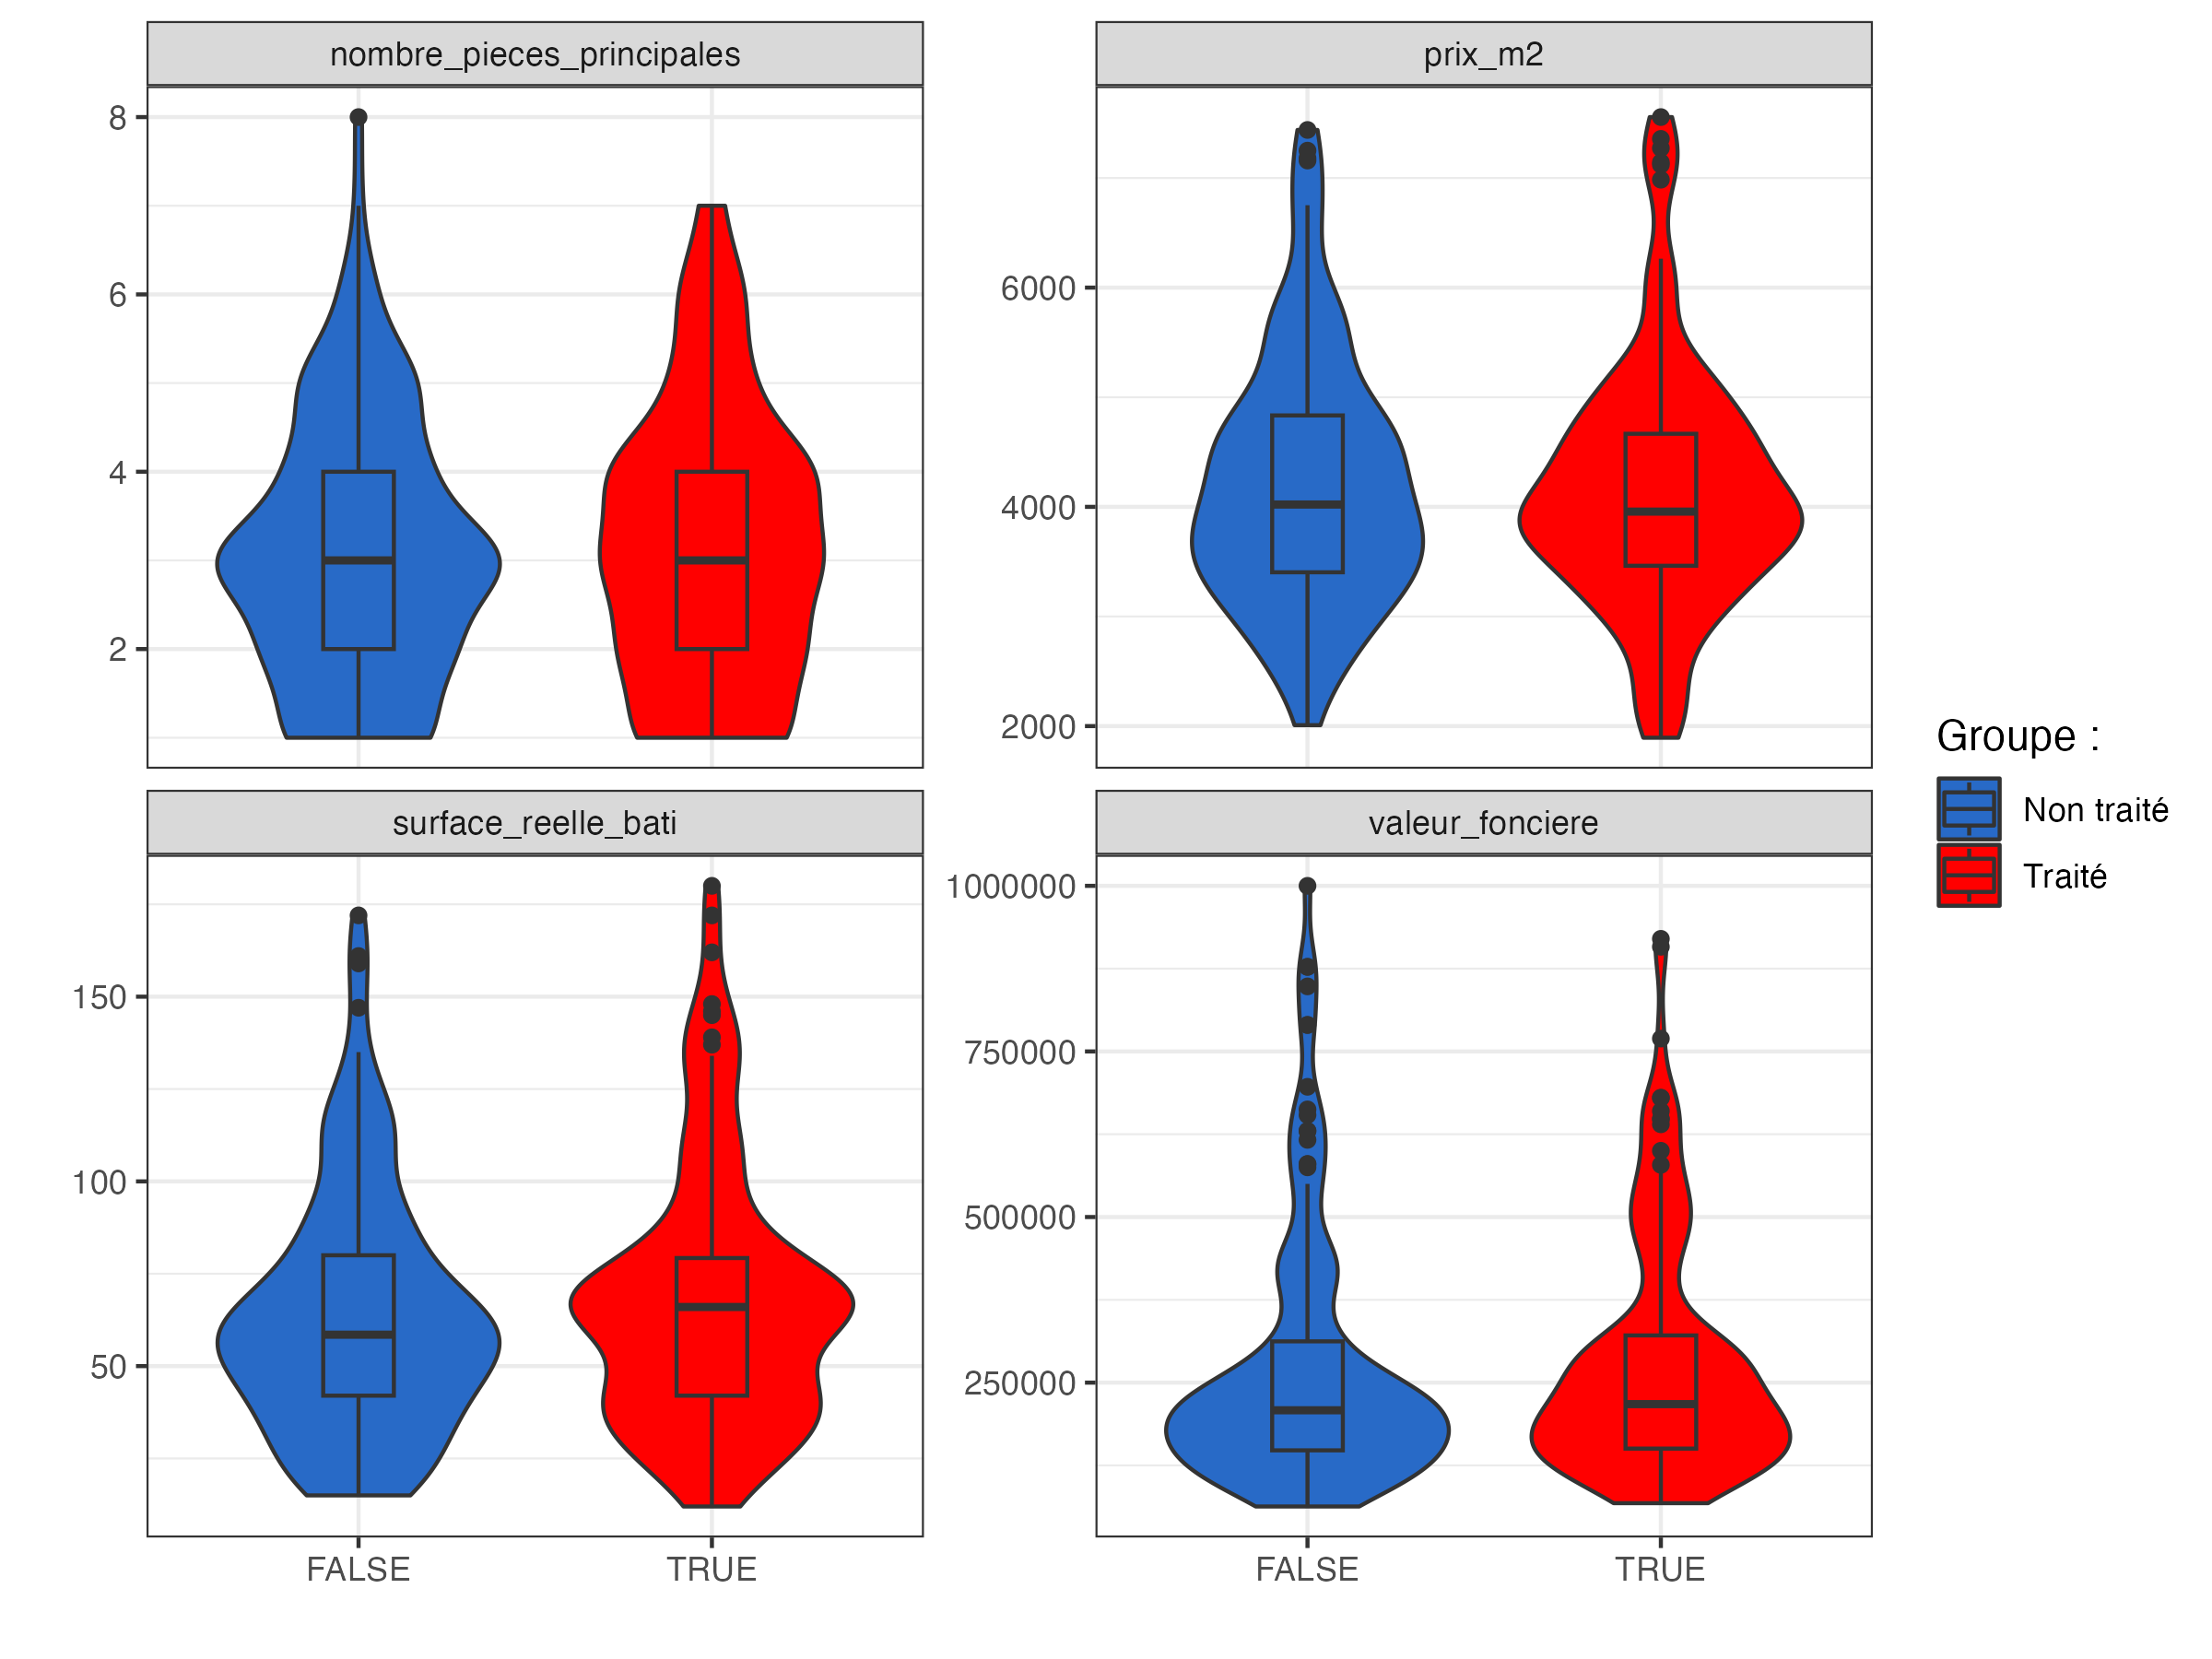 nombre_pieces_principales
8
6
4
2
prix_m2
6000
4000
2000
surface_reelle_bati
150
100
50
FALSE
TRUE
valeur_fonciere
1000000
750000
500000
250000
FALSE
TRUE
Groupe :
Non traité
Traité